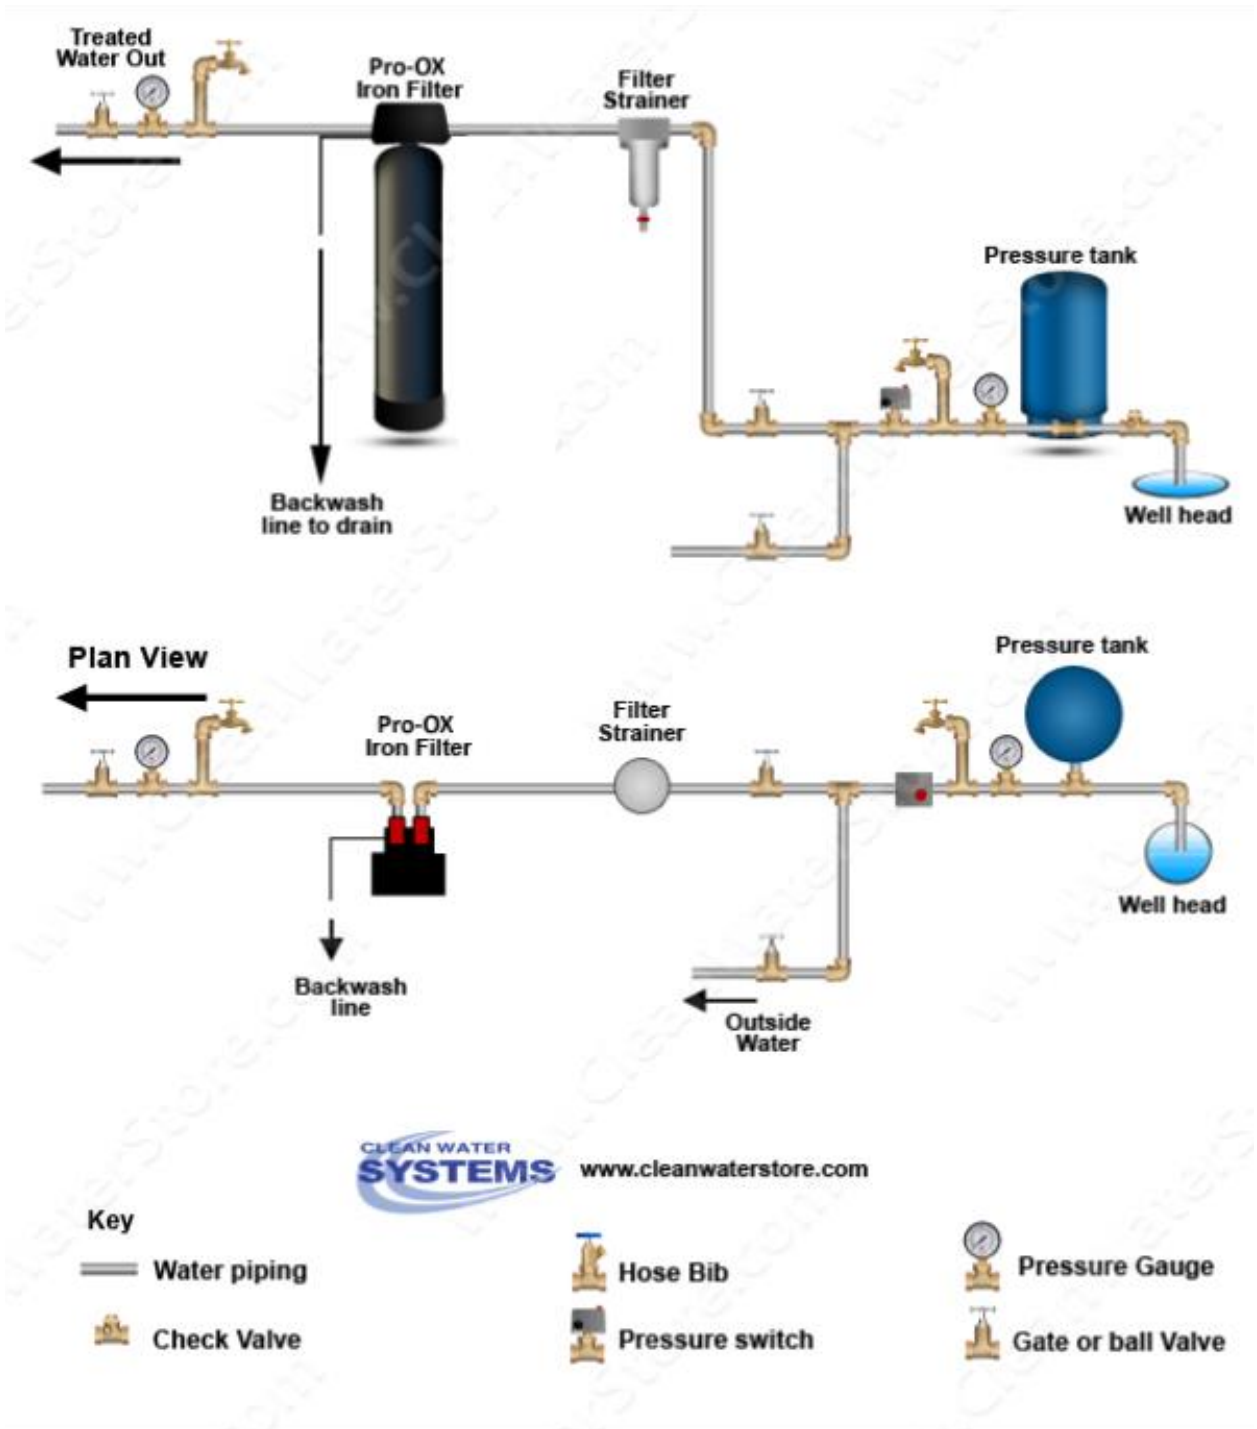 Treated
Water Out
Pro-OX
Iron Filter
Filter
Strainer
Pressure tank
Well head
Backwash
line to drain
Plan View
Pressure tank
Pro-OX
Iron Filter
Filter
Strainer
Well head
Backwash
line
Outside
Water
CLEAN WATER
SYSTEMS
www.cleanwaterstore.com
Key
Water piping
Hose Bib
Pressure Gauge
Check Valve
Pressure switch
Gate or ball Valve